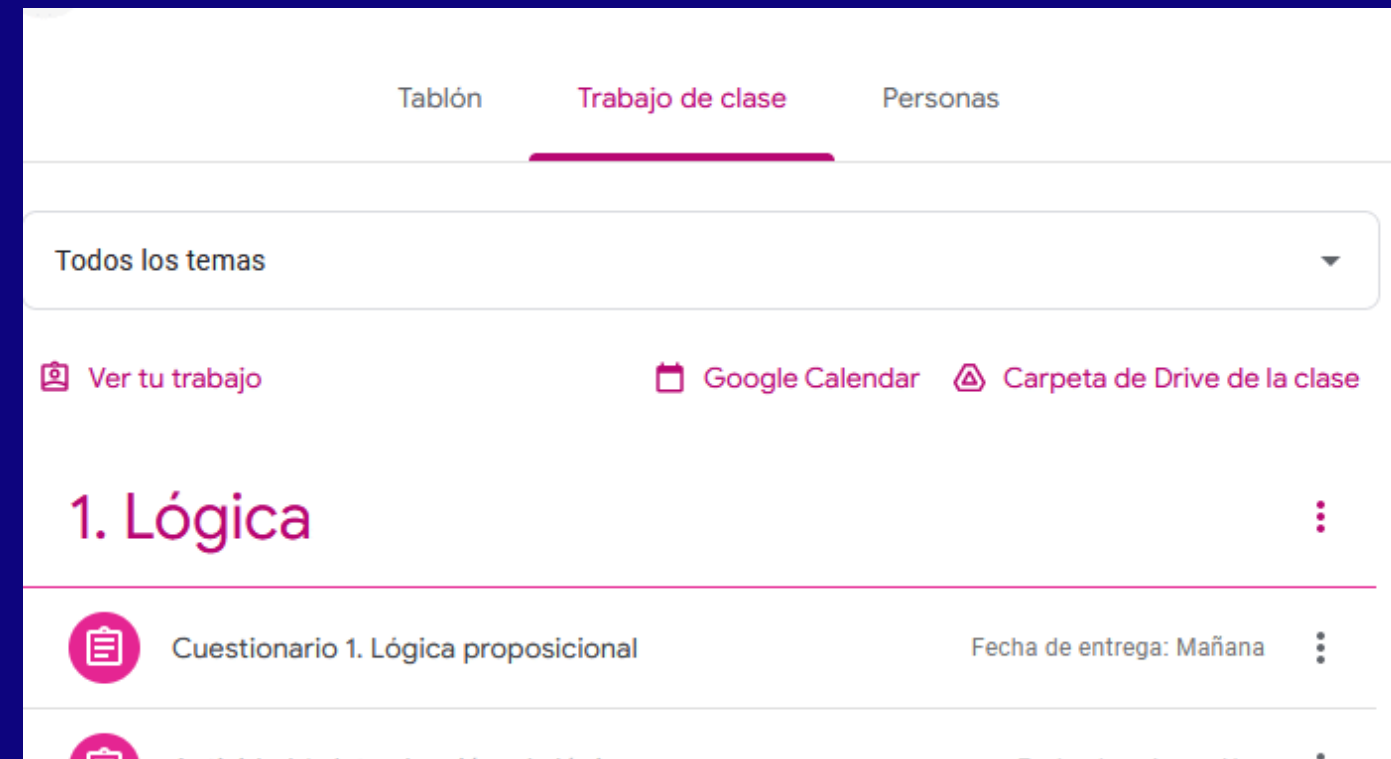 Tablón Trabajo de clase Personas
Todos los temas
Ver tu trabajo Google Calendar Carpeta de Drive de la clase
1. Lógica
Cuestionario 1. Lógica proposicional Fecha de entrega: Mañana